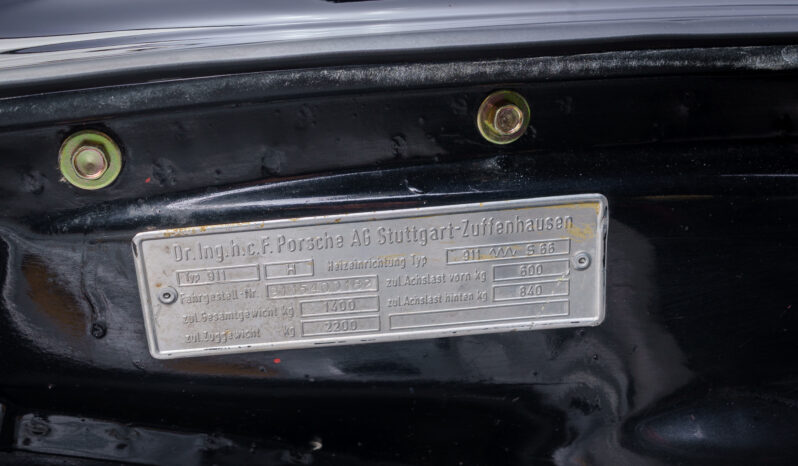 Dr.Ing.h.c.F.Porsche AG Stuttgart-Zuffenhausen
Typ 911 H Heizeinrichtung Typ 911 S 66
Fahrgestell-Nr. zul.Achslast vorn kg 600
zul.Gesamtgewicht kg 1400 zul.Achslast hinten kg 840
zul.Zuggewicht kg 2200